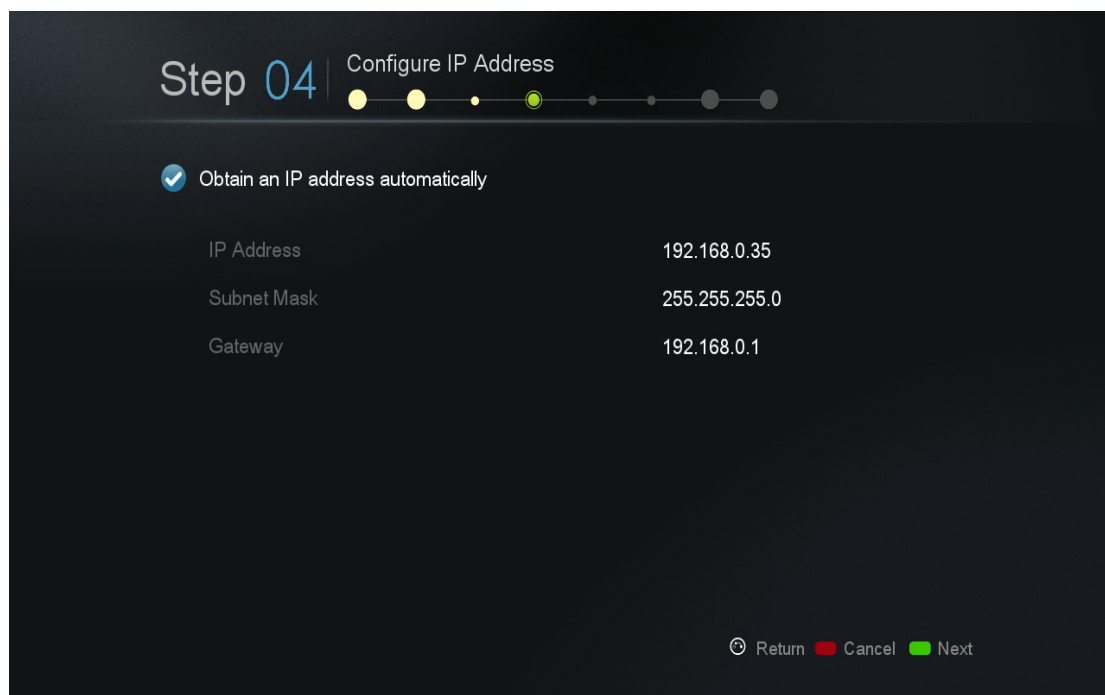 Step 04
Configure IP Address
Obtain an IP address automatically
IP Address 192.168.0.35
Subnet Mask 255.255.255.0
Gateway 192.168.0.1
Return Cancel Next